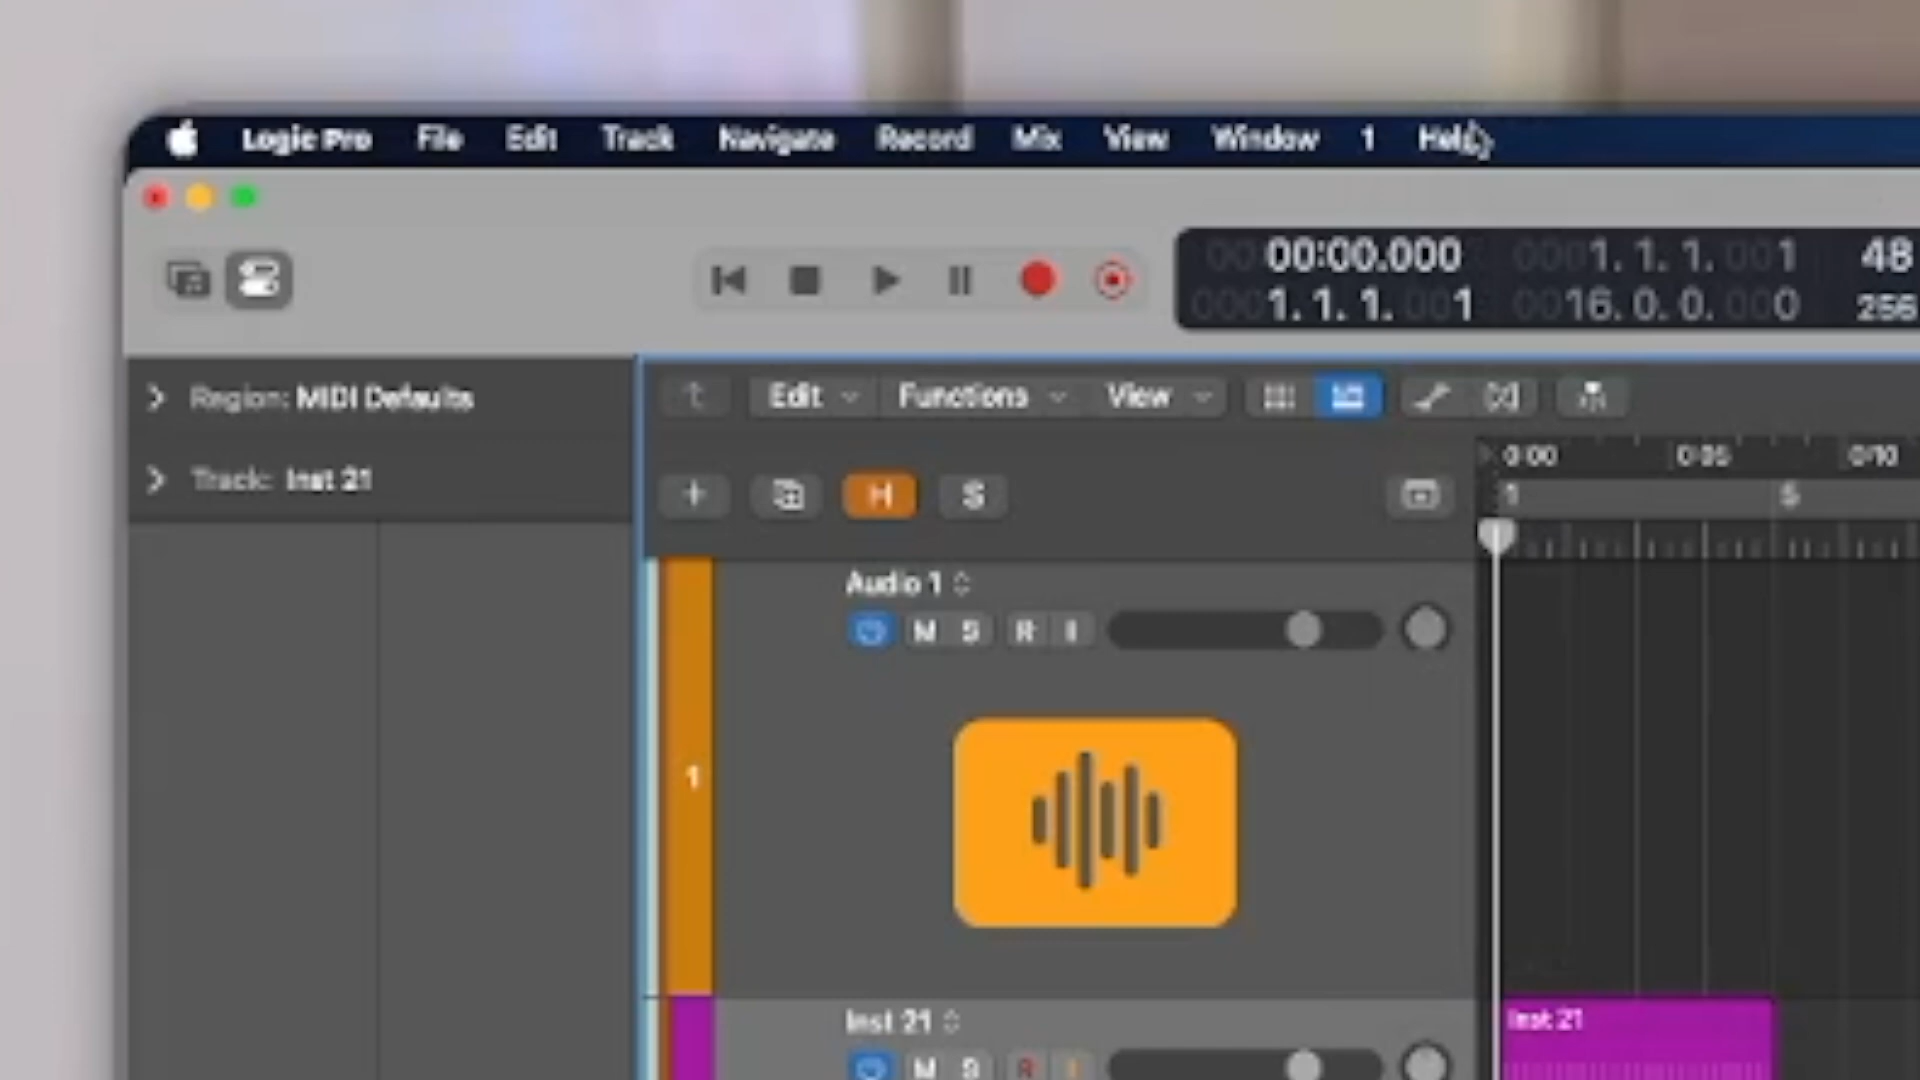 Logic Pro File Edit Track Navigate Record Mix View Window 1 Help
00:00.000 0001. 1. 1. 001 48
0001. 1. 1. 001 0016. 0. 0. 000 256
Region: MIDI Defaults
Edit Functions View
Track: Inst 21
H S
0:00 0:05 0:10
1 5
Audio 1
M S R I
1
Inst 21
Inst 21
M S R I